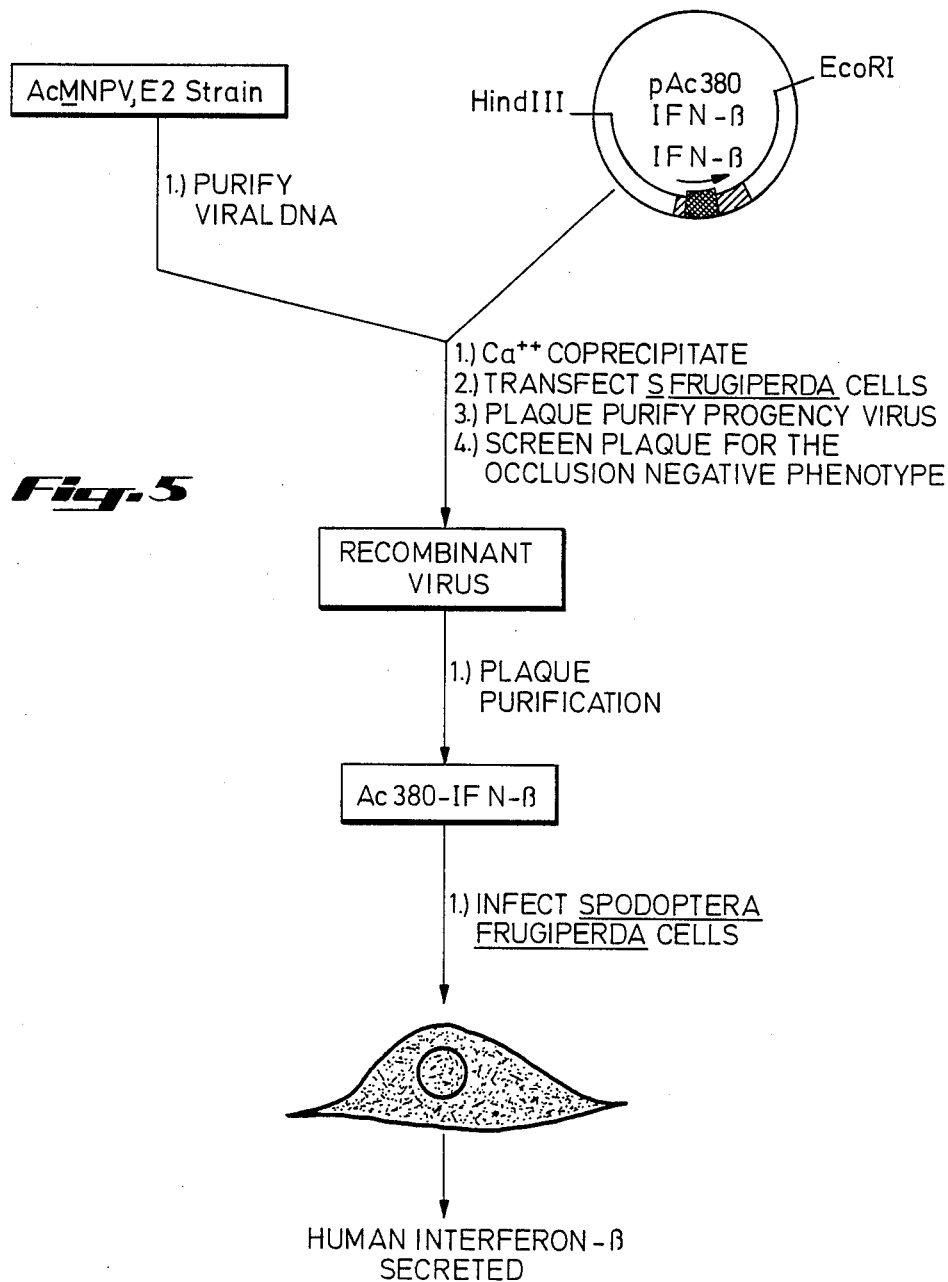 AcMNPV,E2 Strain
HindIII
EcoRI
pAc380
IFN-ß
IFN-ß
1.) PURIFY
VIRAL DNA
1.) Ca++ COPRECIPITATE
2.) TRANSFECT S FRUGIPERDA CELLS
3.) PLAQUE PURIFY PROGENCY VIRUS
4.) SCREEN PLAQUE FOR THE
OCCLUSION NEGATIVE PHENOTYPE
Fig. 5
RECOMBINANT
VIRUS
1.) PLAQUE
PURIFICATION
Ac380-IFN-ß
1.) INFECT SPODOPTERA
FRUGIPERDA CELLS
HUMAN INTERFERON-ß
SECRETED